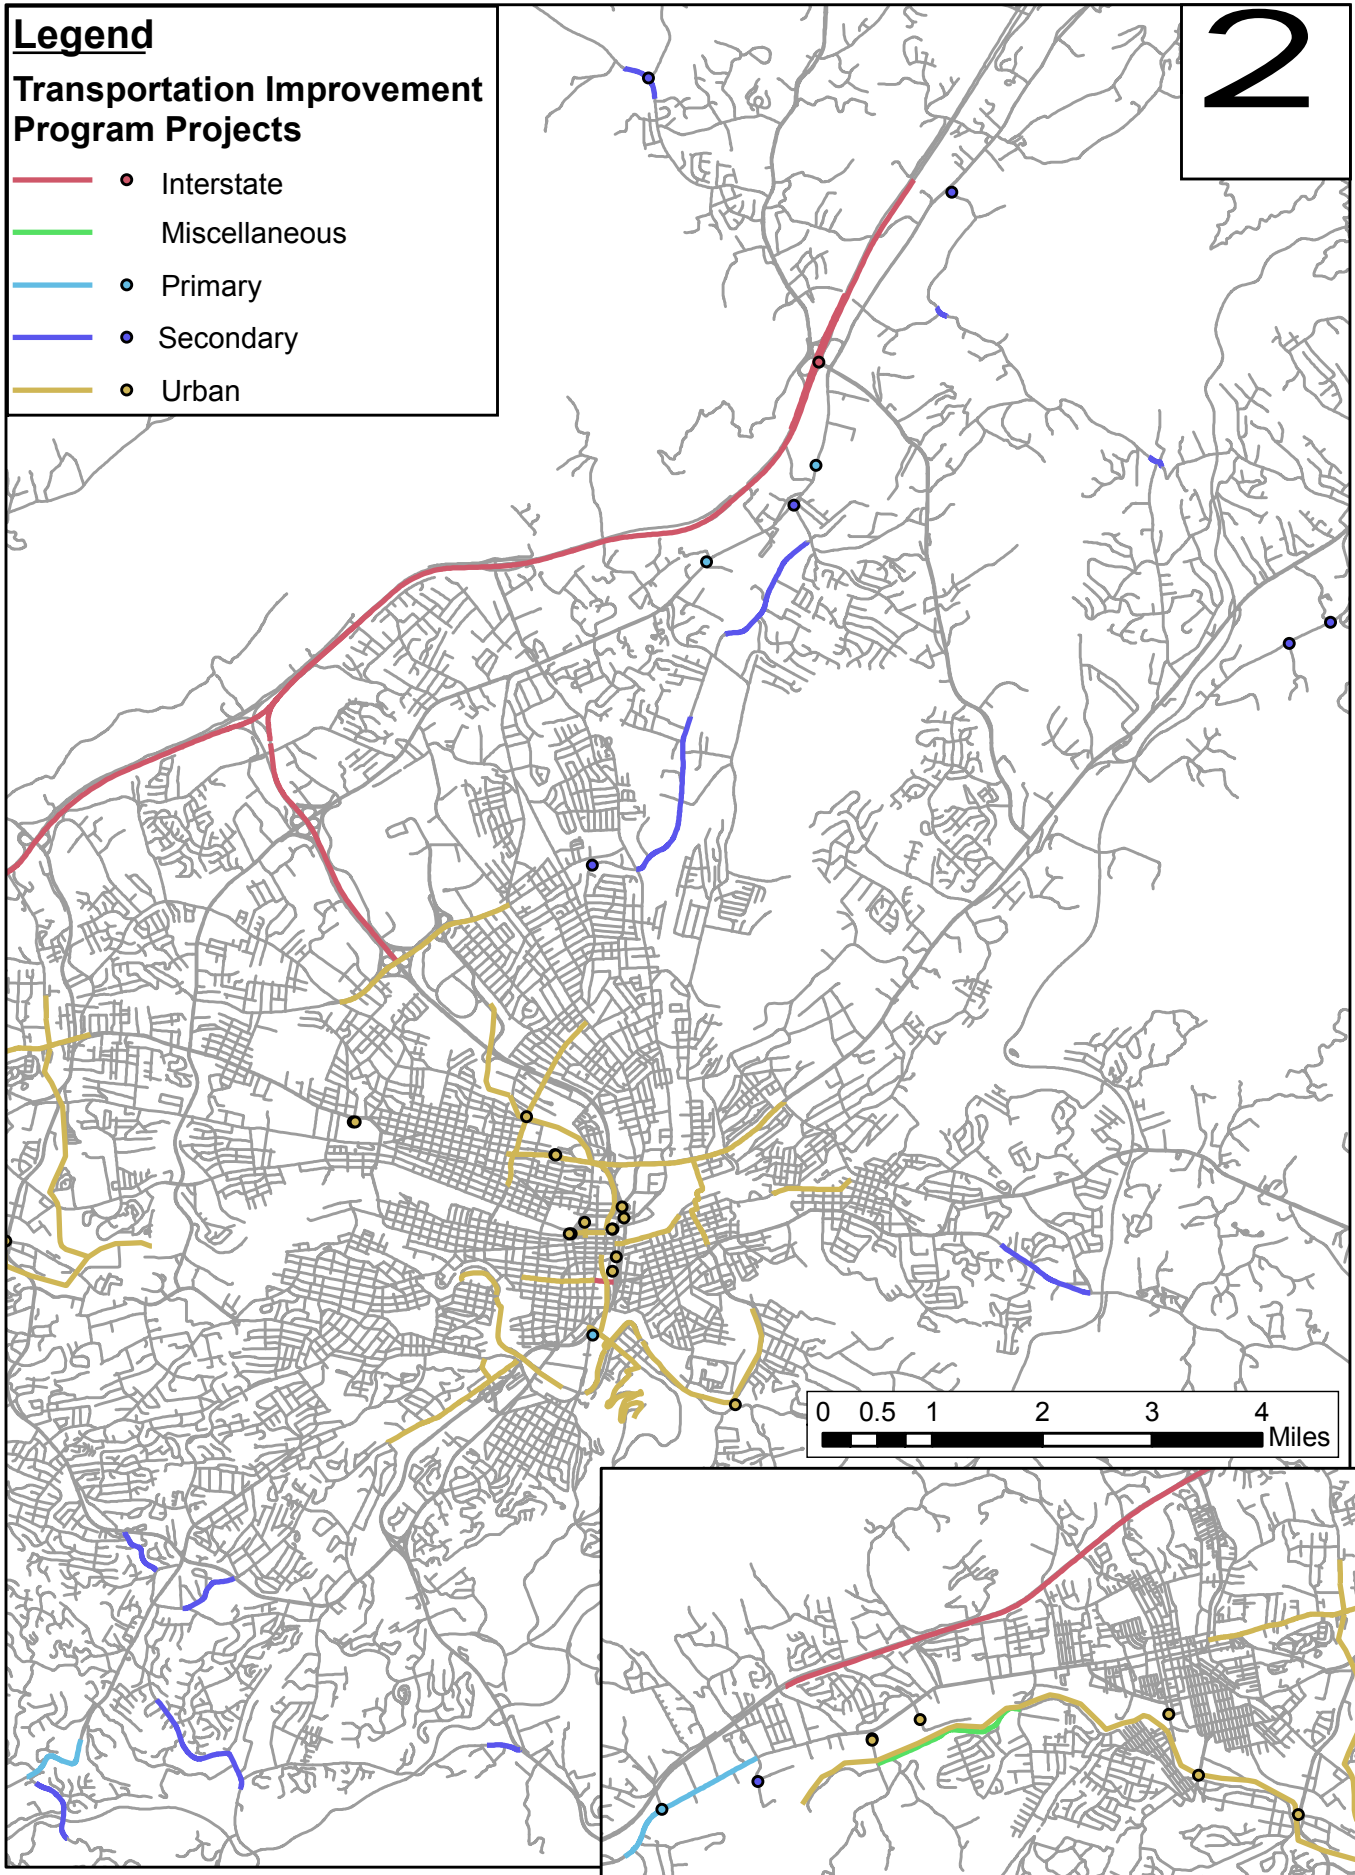 Legend
Transportation Improvement
Program Projects
Interstate
Miscellaneous
Primary
Secondary
Urban
2
0 0.5 1 2 3 4
Miles